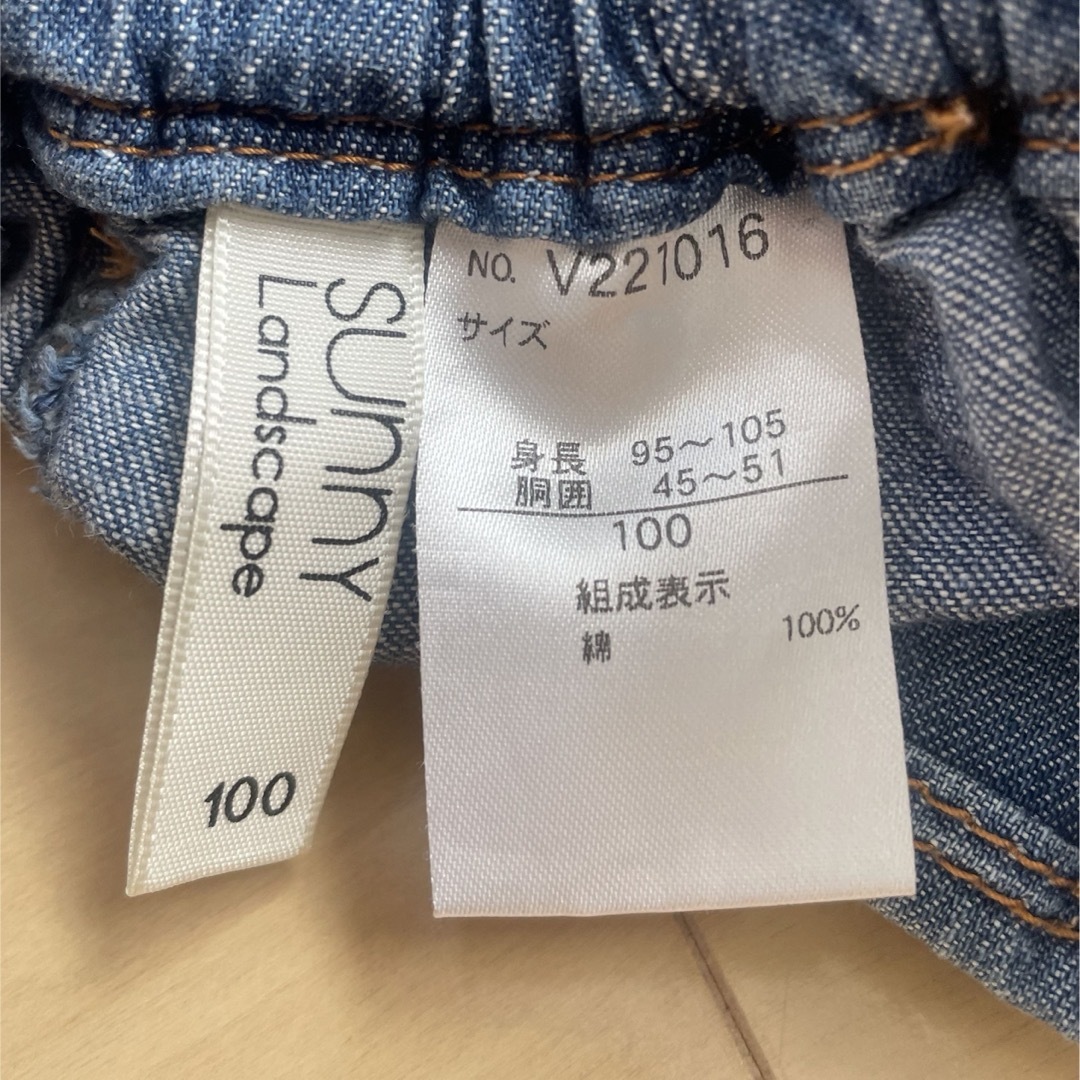 SUNNY
Landscape
100
NO. V221016
サイズ
身長 95〜105
胴囲 45〜51
100
組成表示
綿 100%